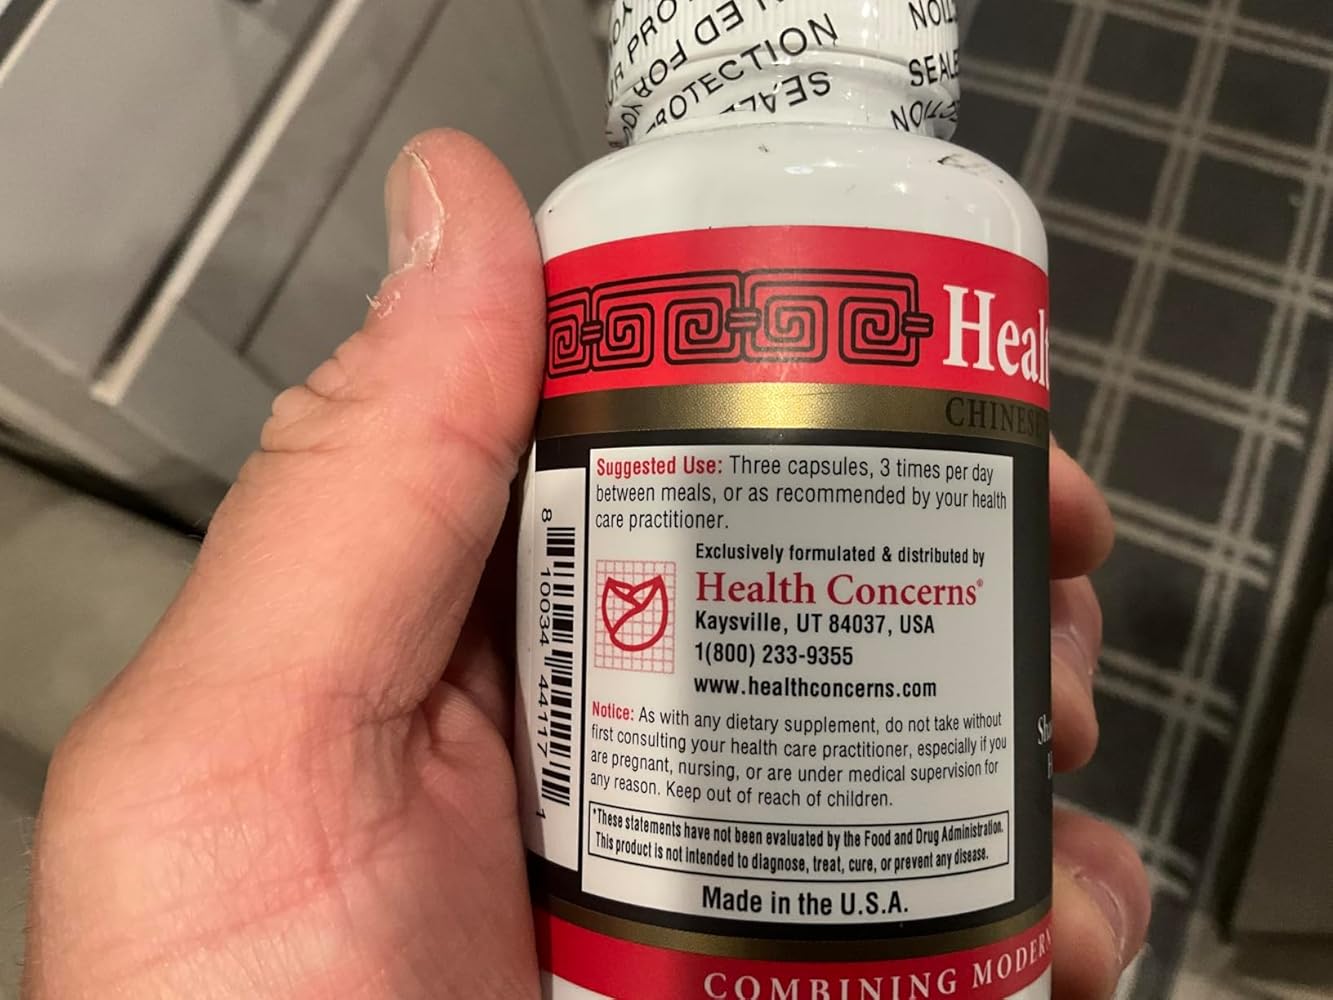 PROTECTION
SEALED
Heal
CHINESE
Suggested Use: Three capsules, 3 times per day
between meals, or as recommended by your health
care practitioner.
Exclusively formulated & distributed by
Health Concerns®
Kaysville, UT 84037, USA
1(800) 233-9355
www.healthconcerns.com
Notice: As with any dietary supplement, do not take without
first consulting your health care practitioner, especially if you
are pregnant, nursing, or are under medical supervision for
any reason. Keep out of reach of children.
*These statements have not been evaluated by the Food and Drug Administration.
This product is not intended to diagnose, treat, cure, or prevent any disease.
Made in the U.S.A.
COMBINING MODERN
8 10034 44117 1